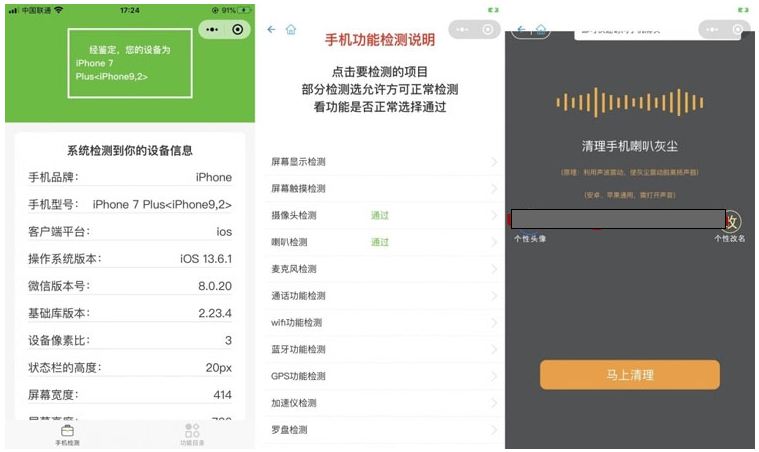 中国联通
17:24
91%
经鉴定，您的设备为
iPhone 7
Plus<iPhone9,2>
系统检测到你的设备信息
手机品牌： iPhone
手机型号： iPhone 7 Plus<iPhone9,2>
客户端平台： ios
操作系统版本： iOS 13.6.1
微信版本号： 8.0.20
基础库版本： 2.23.4
设备像素比： 3
状态栏的高度： 20px
屏幕宽度： 414
手机检测
功能目录
手机功能检测说明
点击要检测的项目
部分检测选允许方可正常检测
看功能是否正常选择通过
屏幕显示检测
屏幕触摸检测
摄像头检测 通过
喇叭检测 通过
麦克风检测
通话功能检测
wifi功能检测
蓝牙功能检测
GPS功能检测
加速仪检测
罗盘检测
清理手机喇叭灰尘
(原理：利用声波震动，使灰尘震动脱离扬声器)
(安卓、苹果通用，需打开声音)
改
个性头像
个性改名
马上清理